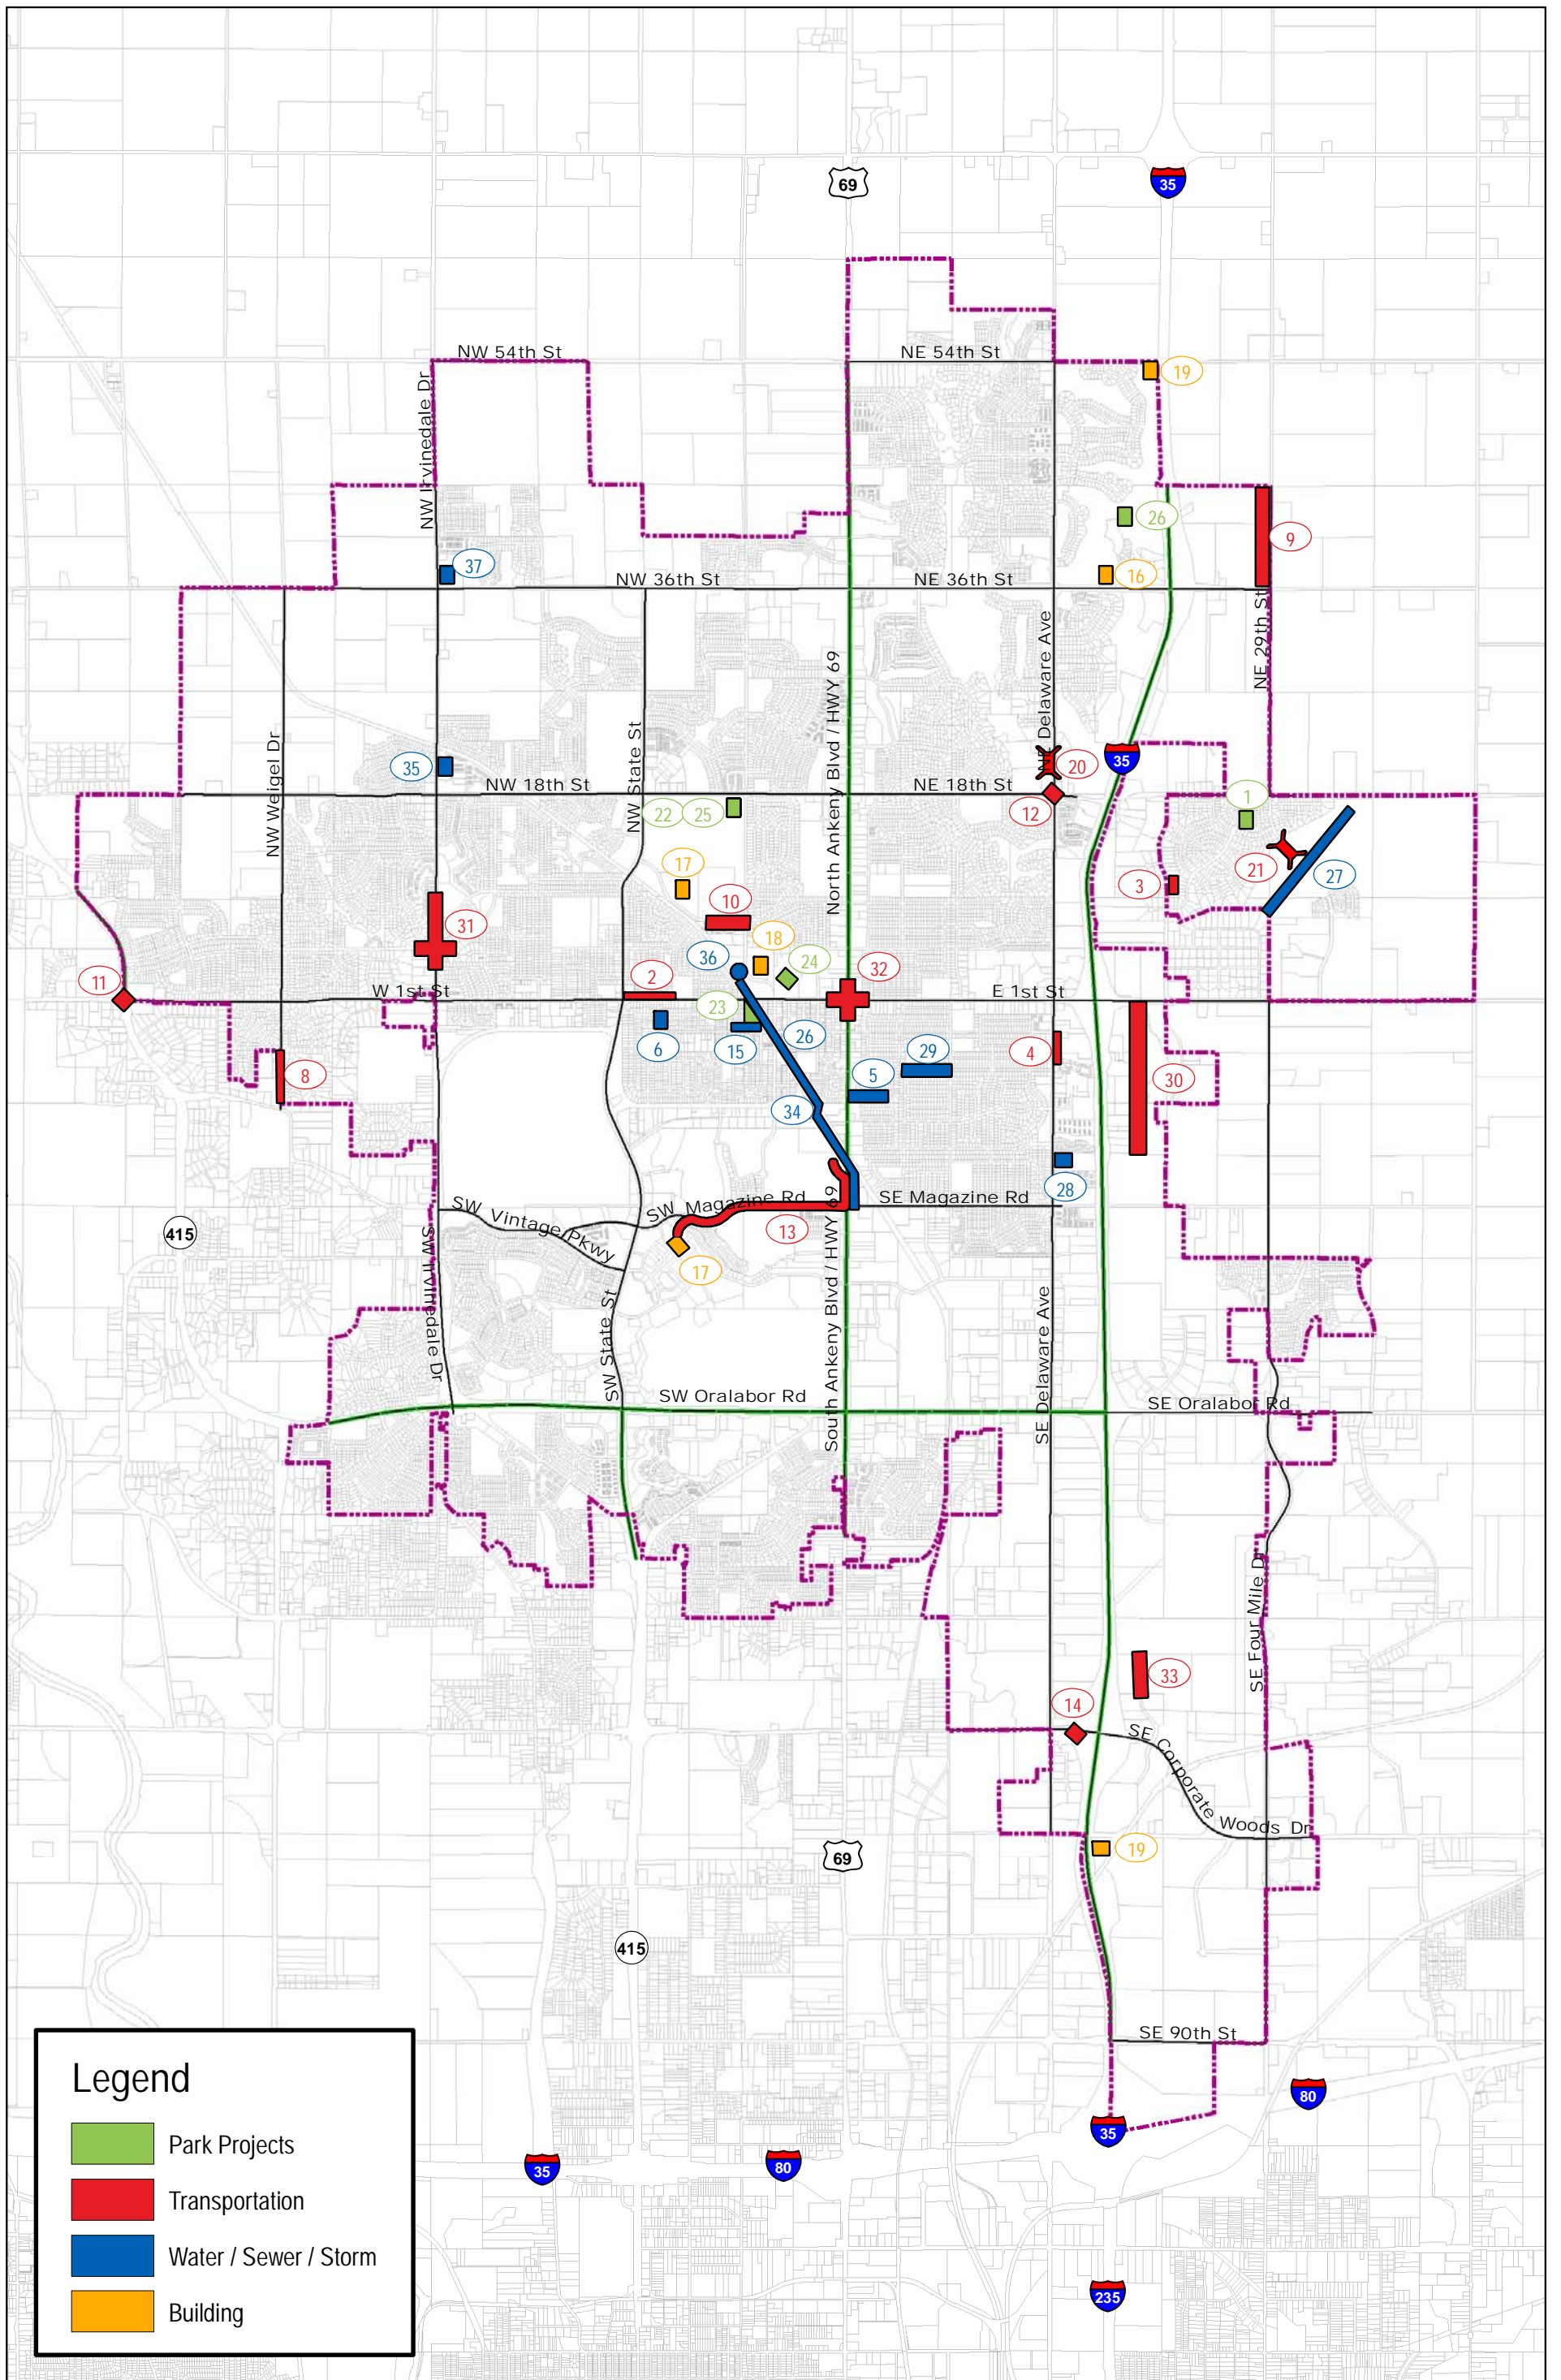 69
35
NW 54th St
NE 54th St
19
NW Irvinedale Dr
26
9
37
16
NW 36th St
NE 36th St
NE 29th St
NE Delaware Ave
North Ankeny Blvd / HWY 69
NW State St
NW Weigel Dr
35
20
35
NW 18th St
NE 18th St
12
22
25
1
17
21
27
3
10
31
18
36
24
32
2
11
W 1st St
E 1st St
23
6
15
26
29
4
8
5
30
34
28
SW Magazine Rd
SE Magazine Rd
SW Vintage Pkwy
415
13
17
SW Irvinedale Dr
SW State St
South Ankeny Blvd / HWY 69
SE Delaware Ave
SW Oralabor Rd
SE Oralabor Rd
SE Four Mile Dr
33
14
SE Corporate Woods Dr
69
19
415
SE 90th St
80
35
35
80
235
Legend
Park Projects
Transportation
Water / Sewer / Storm
Building